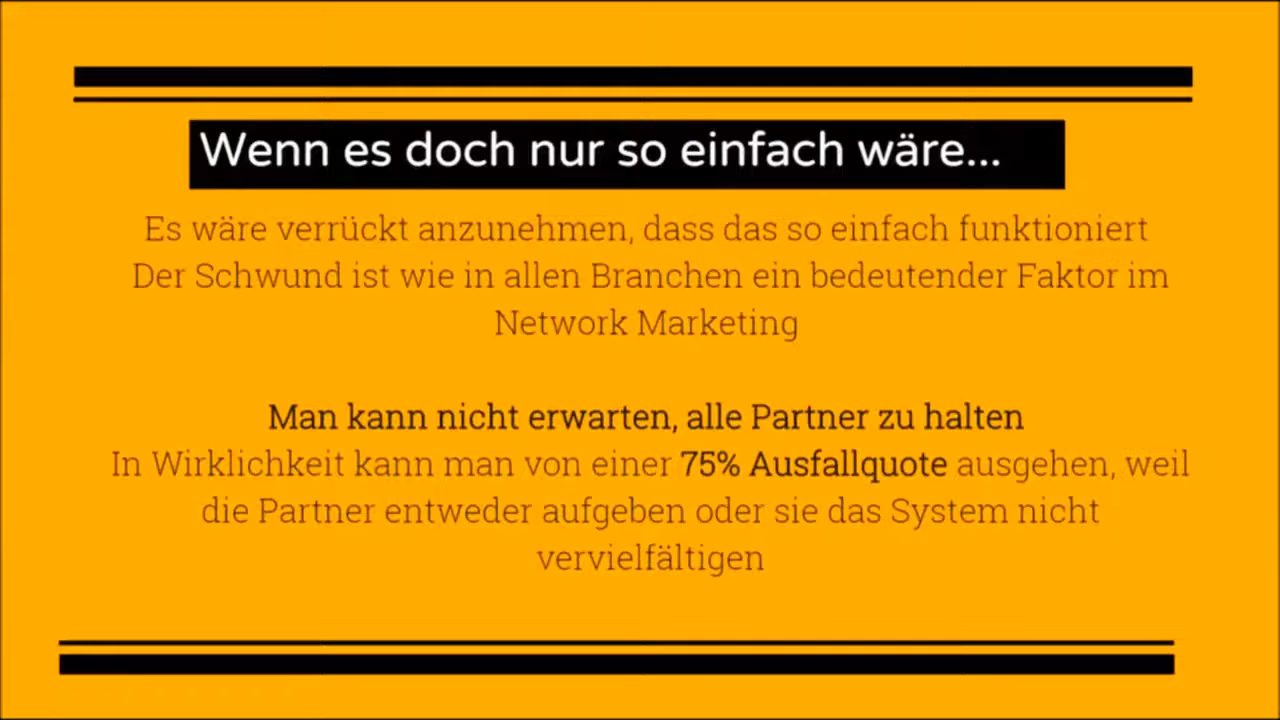 Wenn es doch nur so einfach wäre...
Es wäre verrückt anzunehmen, dass das so einfach funktioniert
Der Schwund ist wie in allen Branchen ein bedeutender Faktor im
Network Marketing
Man kann nicht erwarten, alle Partner zu halten
In Wirklichkeit kann man von einer 75% Ausfallquote ausgehen, weil
die Partner entweder aufgeben oder sie das System nicht
vervielfältigen